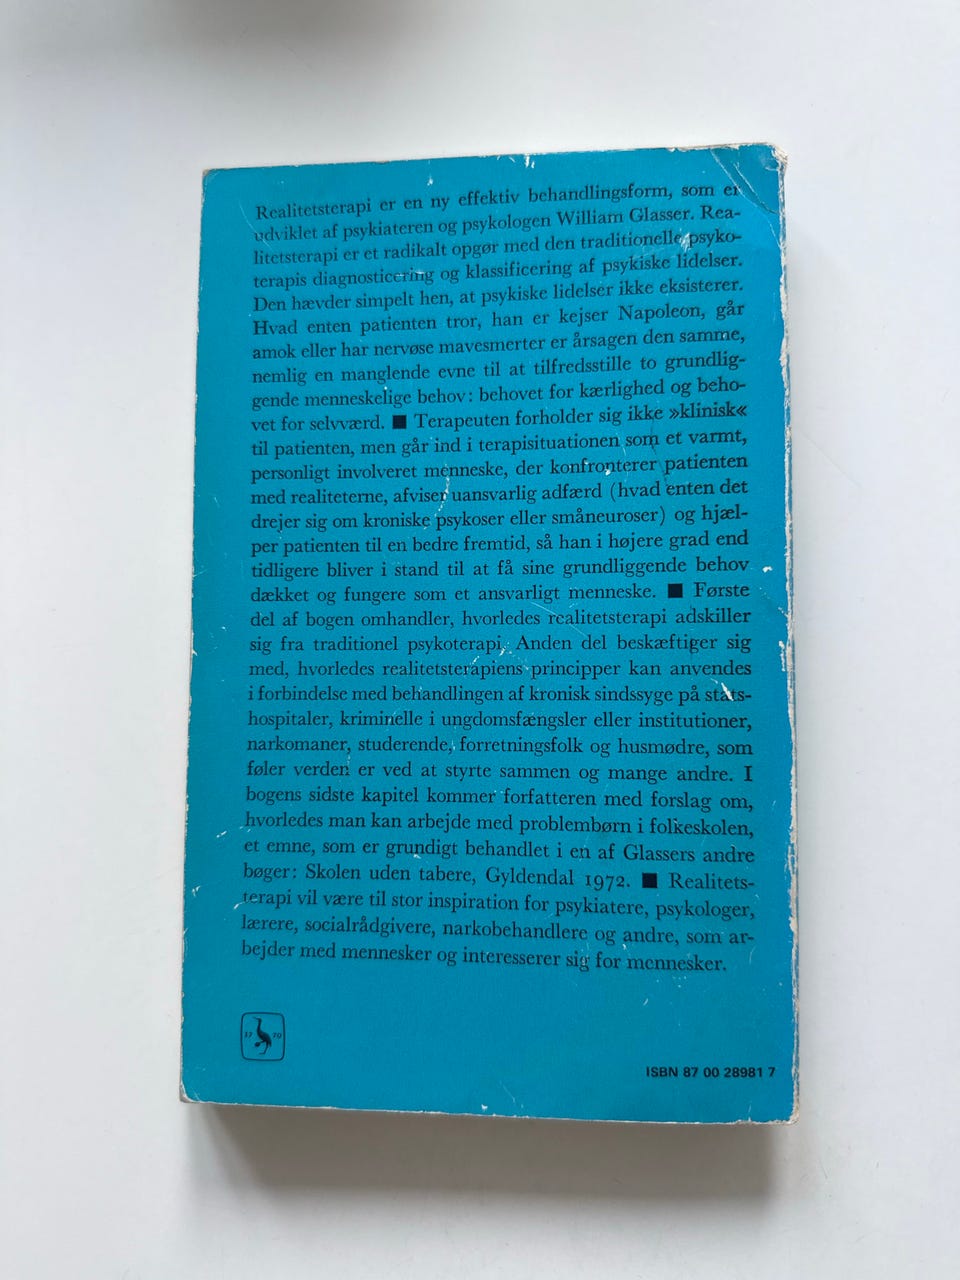 Realitetsterapi er en ny effektiv behandlingsform, som er
udviklet af psykiateren og psykologen William Glasser. Rea-
litetsterapi er et radikalt opgør med den traditionelle psyko-
terapis diagnosticering og klassificering af psykiske lidelser.
Den hævder simpelt hen, at psykiske lidelser ikke eksisterer.
Hvad enten patienten tror, han er kejser Napoleon, går
amok eller har nervøse mavesmerter er årsagen den samme,
nemlig en manglende evne til at tilfredsstille to grundlig-
gende menneskelige behov: behovet for kærlighed og beho-
vet for selvværd. ■ Terapeuten forholder sig ikke »klinisk«
til patienten, men går ind i terapisituationen som et varmt,
personligt involveret menneske, der konfronterer patienten
med realiteterne, afviser uansvarlig adfærd (hvad enten det
drejer sig om kroniske psykoser eller småneuroser) og hjæl-
per patienten til en bedre fremtid, så han i højere grad end
tidligere bliver i stand til at få sine grundliggende behov
dækket og fungere som et ansvarligt menneske. ■ Første
del af bogen omhandler, hvorledes realitetsterapi adskiller
sig fra traditionel psykoterapi. Anden del beskæftiger sig
med, hvorledes realitetsterapiens principper kan anvendes
i forbindelse med behandlingen af kronisk sindssyge på stats-
hospitaler, kriminelle i ungdomsfængsler eller institutioner,
narkomaner, studerende, forretningsfolk og husmødre, som
føler verden er ved at styrte sammen og mange andre. I
bogens sidste kapitel kommer forfatteren med forslag om,
hvorledes man kan arbejde med problembørn i folkeskolen,
et emne, som er grundigt behandlet i en af Glassers andre
bøger: Skolen uden tabere, Gyldendal 1972. ■ Realitets-
terapi vil være til stor inspiration for psykiatere, psykologer,
lærere, socialrådgivere, narkobehandlere og andre, som ar-
bejder med mennesker og interesserer sig for mennesker.
17 70
ISBN 87 00 28981 7